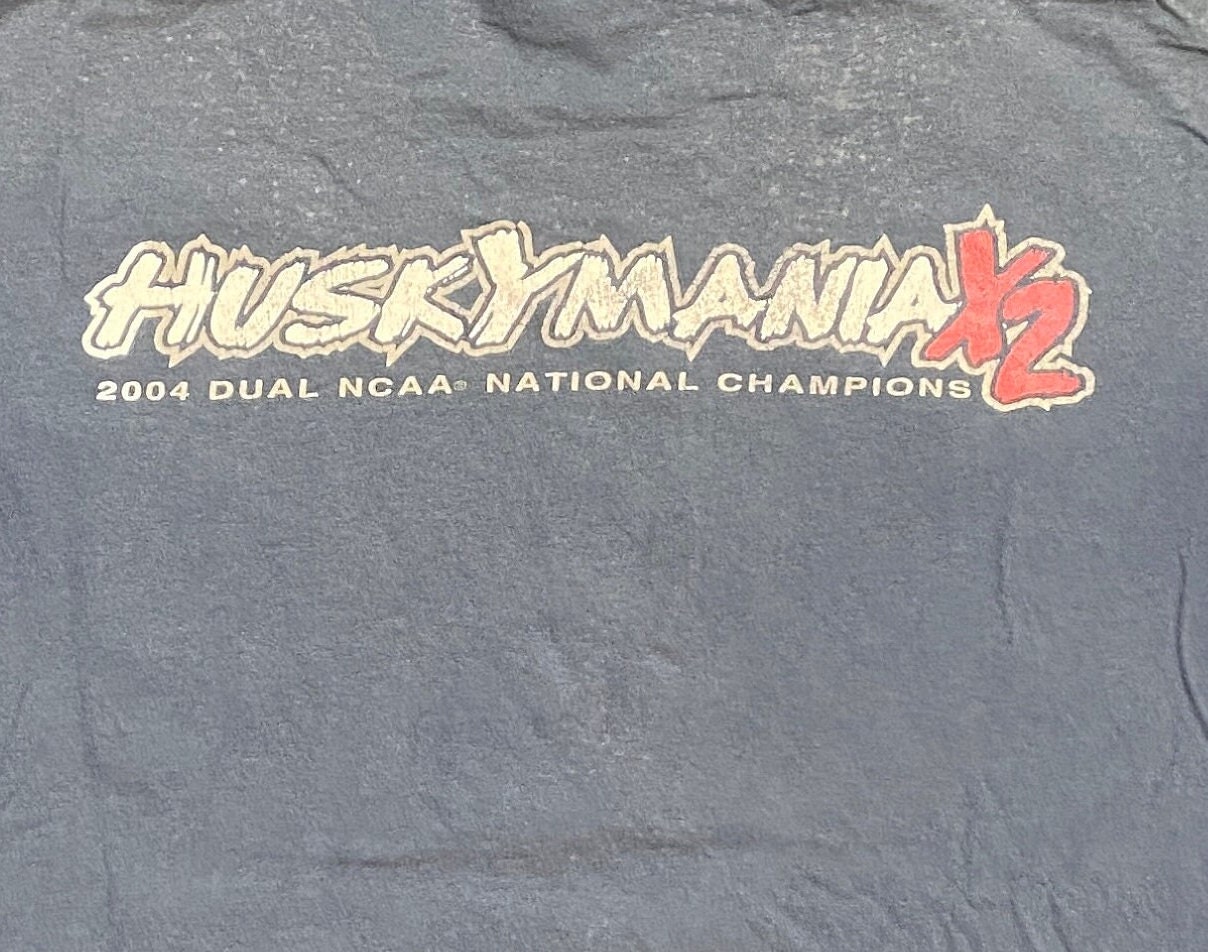 HUSKYMANIA X2
2004 DUAL NCAA® NATIONAL CHAMPIONS